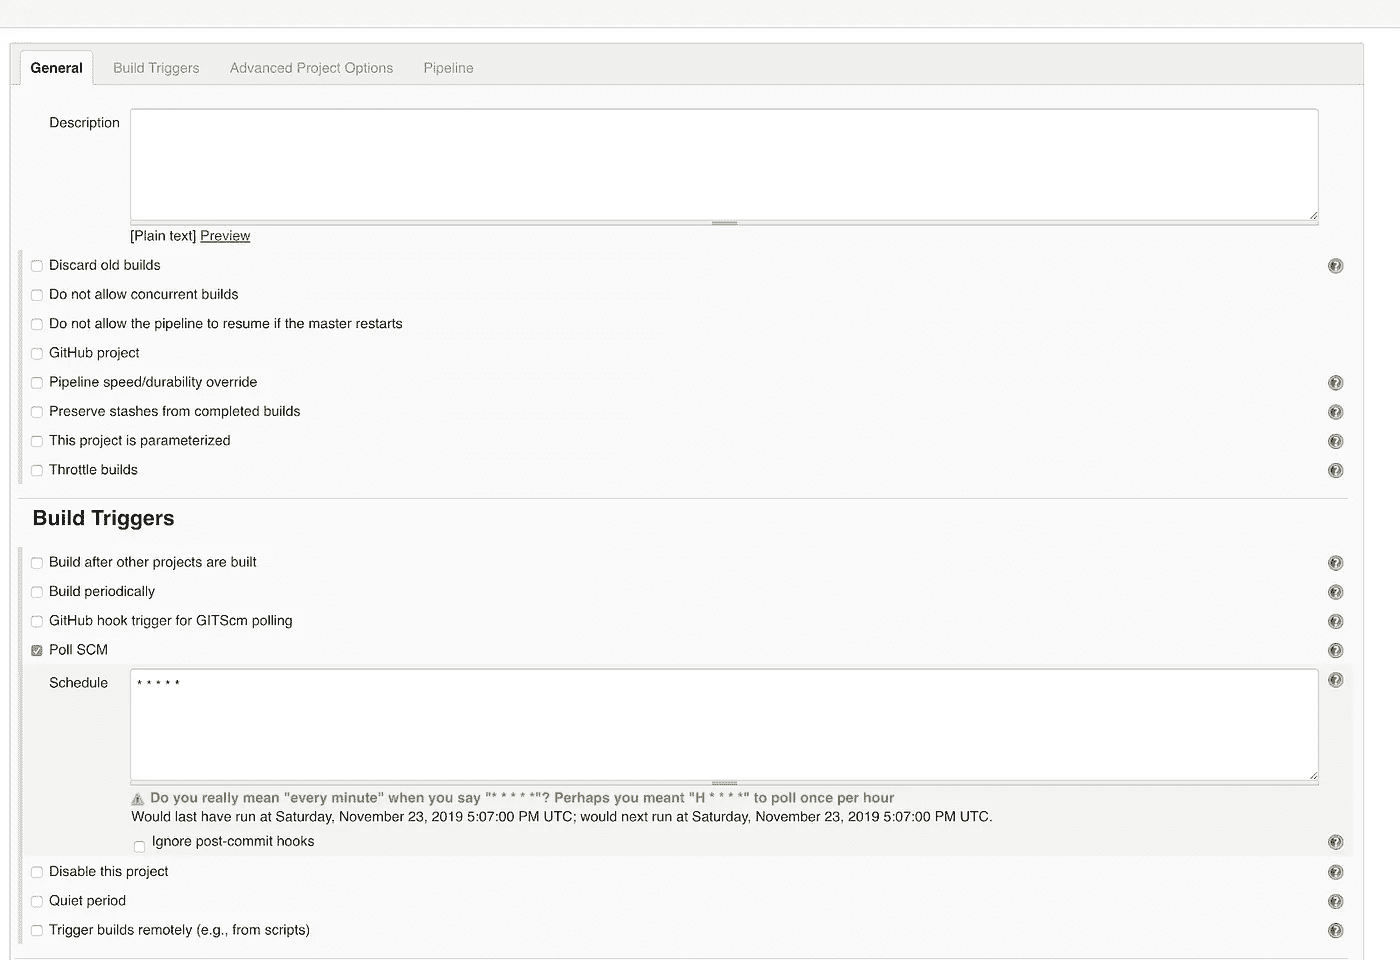 General Build Triggers Advanced Project Options Pipeline
Description
[Plain text] Preview
Discard old builds
Do not allow concurrent builds
Do not allow the pipeline to resume if the master restarts
GitHub project
Pipeline speed/durability override
Preserve stashes from completed builds
This project is parameterized
Throttle builds
Build Triggers
Build after other projects are built
Build periodically
GitHub hook trigger for GITScm polling
Poll SCM
Schedule * * * * *
Do you really mean "every minute" when you say "* * * * *"? Perhaps you meant "H * * * *" to poll once per hour
Would last have run at Saturday, November 23, 2019 5:07:00 PM UTC; would next run at Saturday, November 23, 2019 5:07:00 PM UTC.
Ignore post-commit hooks
Disable this project
Quiet period
Trigger builds remotely (e.g., from scripts)